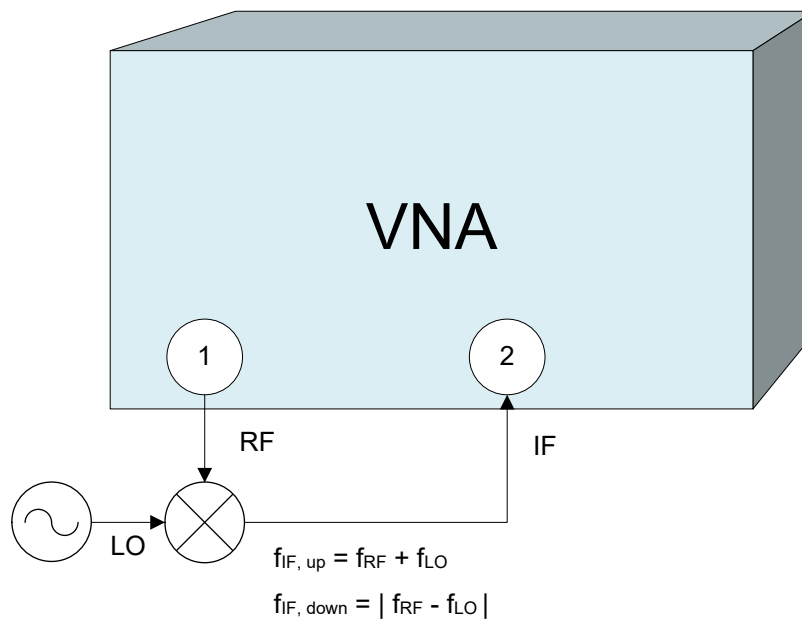 VNA
1
2
RF
IF
LO
fIF, up = fRF + fLO
fIF, down = | fRF - fLO |